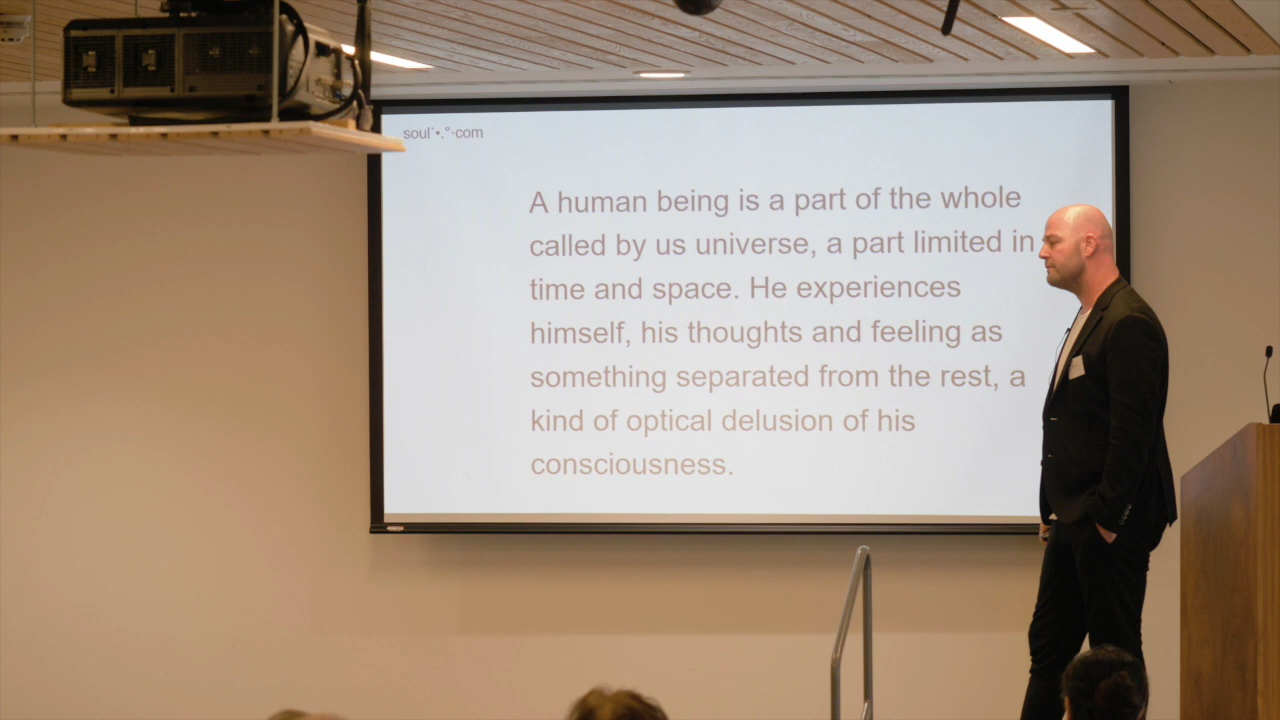 soul˙•.°·com
A human being is a part of the whole
called by us universe, a part limited in
time and space. He experiences
himself, his thoughts and feeling as
something separated from the rest, a
kind of optical delusion of his
consciousness.